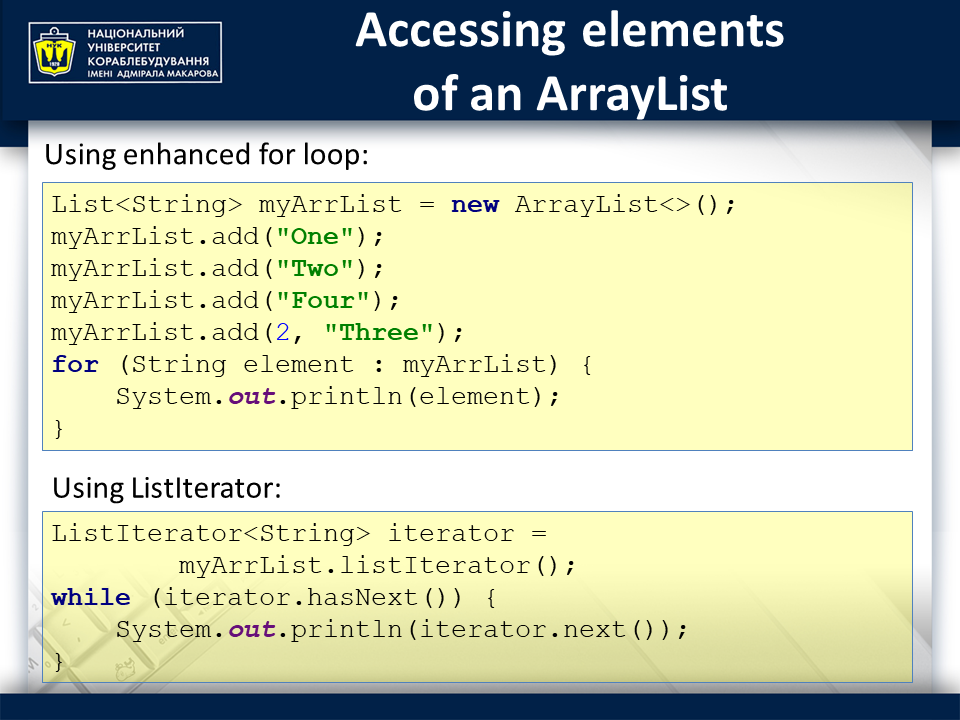 НАЦІОНАЛЬНИЙ
УНІВЕРСИТЕТ
КОРАБЛЕБУДУВАННЯ
ІМЕНІ АДМІРАЛА МАКАРОВА
НУК
1920
Accessing elements
of an ArrayList
Using enhanced for loop:
List<String> myArrList = new ArrayList<>();
myArrList.add("One");
myArrList.add("Two");
myArrList.add("Four");
myArrList.add(2, "Three");
for (String element : myArrList) {
    System.out.println(element);
}
Using ListIterator:
ListIterator<String> iterator =
        myArrList.listIterator();
while (iterator.hasNext()) {
    System.out.println(iterator.next());
}